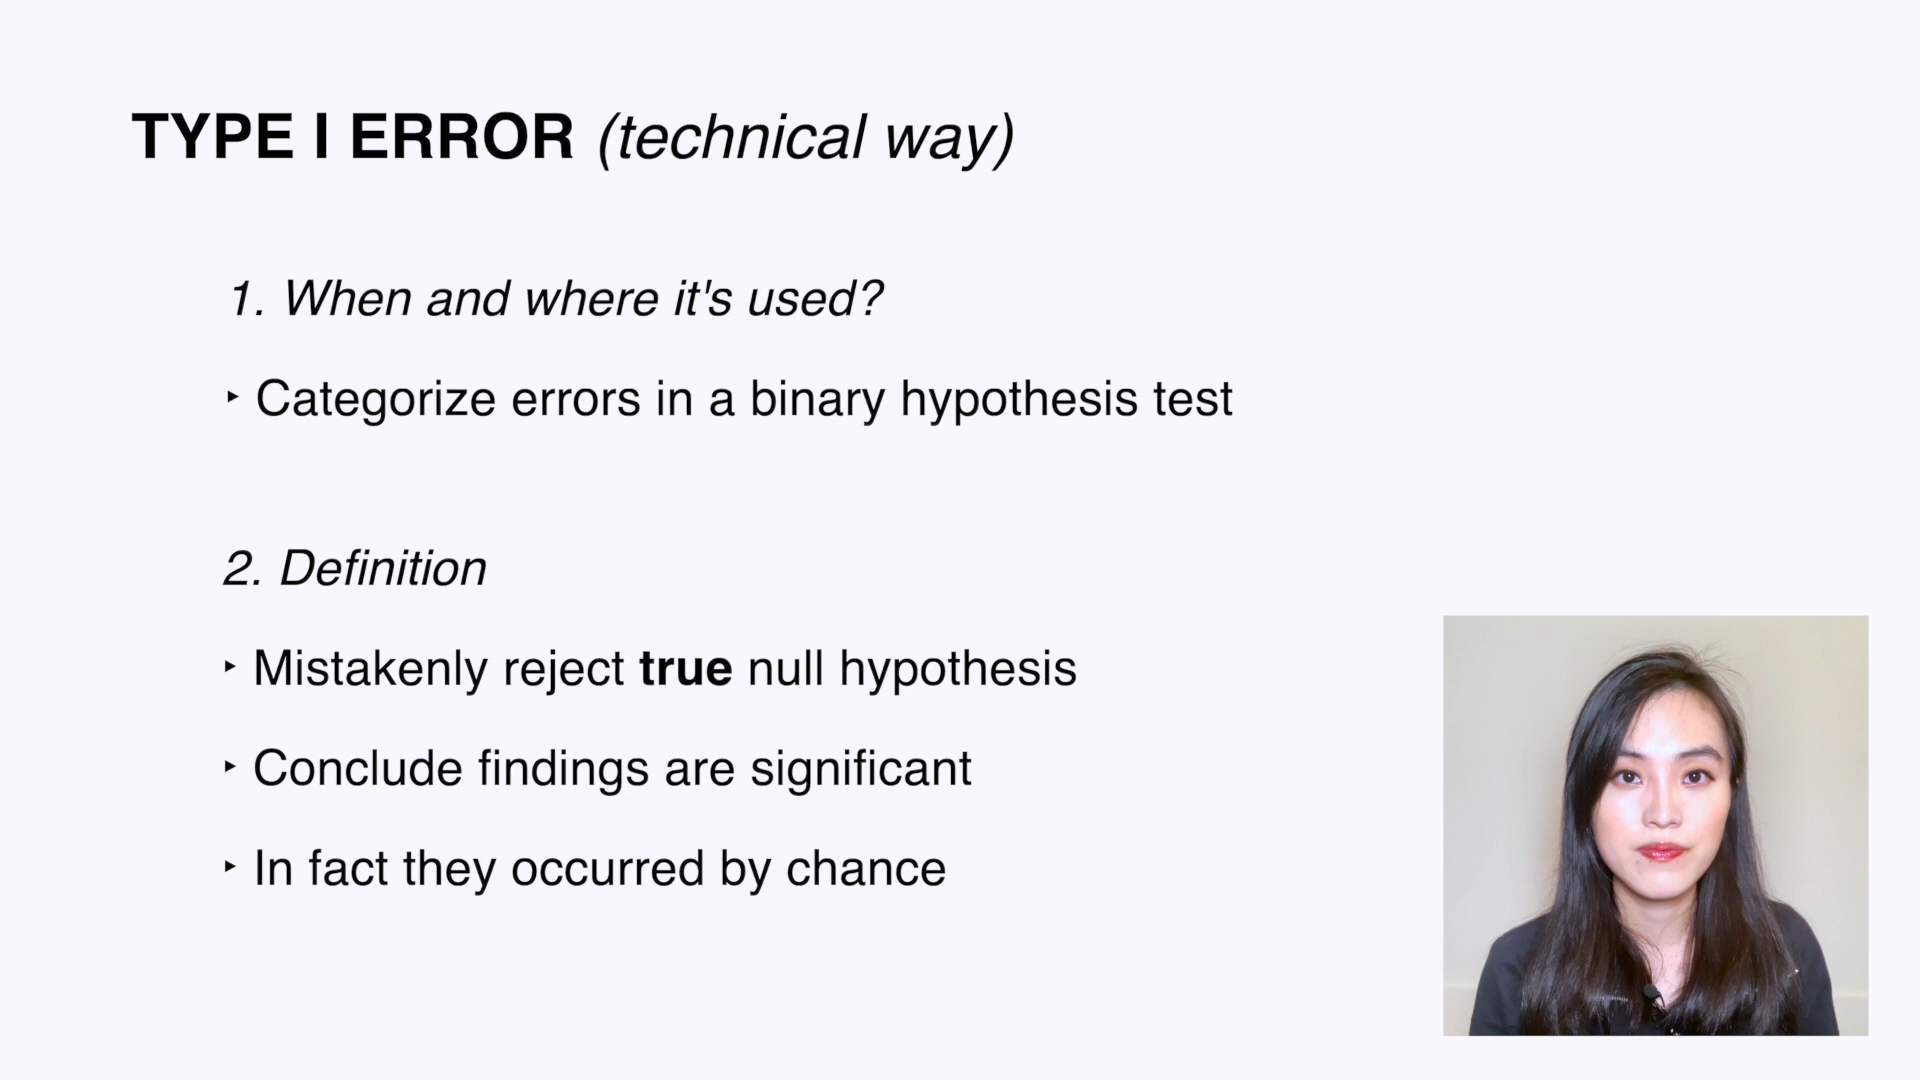 TYPE I ERROR (technical way)
1. When and where it's used?
‣ Categorize errors in a binary hypothesis test
2. Definition
‣ Mistakenly reject true null hypothesis
‣ Conclude findings are significant
‣ In fact they occurred by chance